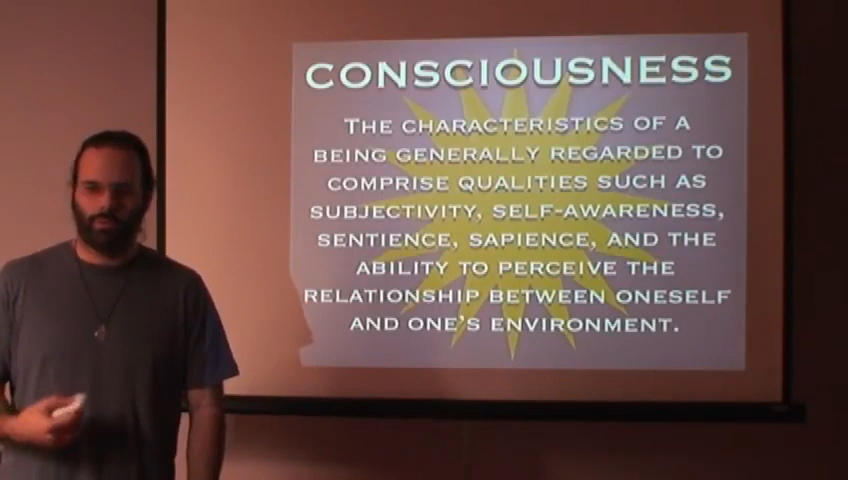 CONSCIOUSNESS
THE CHARACTERISTICS OF A
BEING GENERALLY REGARDED TO
COMPRISE QUALITIES SUCH AS
SUBJECTIVITY, SELF-AWARENESS,
SENTIENCE, SAPIENCE, AND THE
ABILITY TO PERCEIVE THE
RELATIONSHIP BETWEEN ONESELF
AND ONE'S ENVIRONMENT.